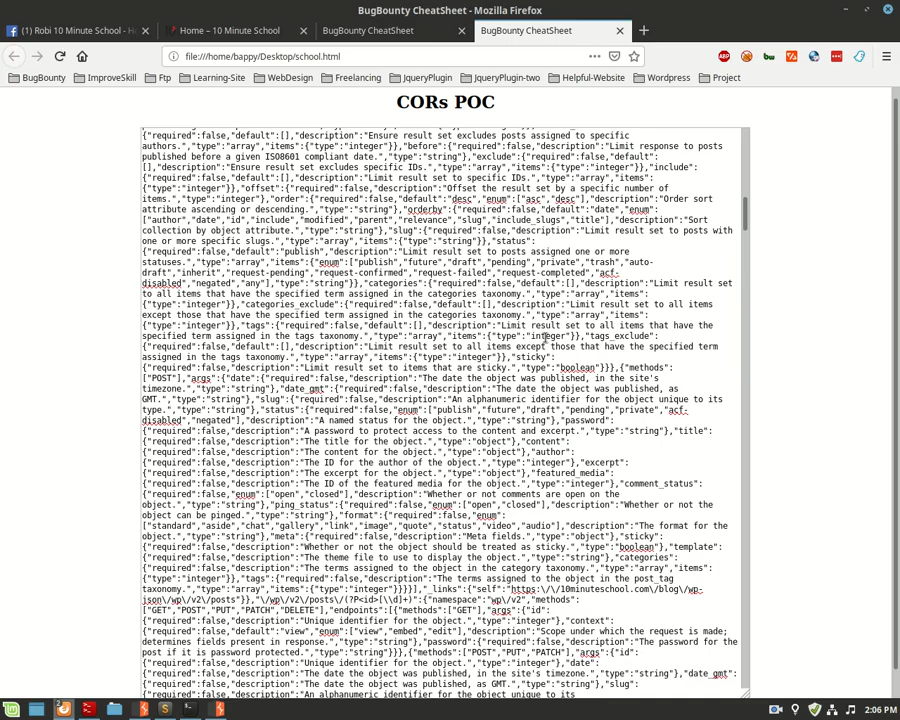 BugBounty CheatSheet - Mozilla Firefox
(1) Robi 10 Minute School - Ho
Home – 10 Minute School
BugBounty CheatSheet
BugBounty CheatSheet
file:///home/bappy/Desktop/school.html
BugBounty
ImproveSkill
Ftp
Learning-Site
WebDesign
Freelancing
JqueryPlugin
JqueryPlugin-two
Helpful-Website
Wordpress
Project
CORs POC
{"required":false,"default":[],"description":"Ensure result set excludes posts assigned to specific
authors.","type":"array","items":{"type":"integer"}},"before":{"required":false,"description":"Limit response to posts
published before a given ISO8601 compliant date.","type":"string"},"exclude":{"required":false,"default":
[],"description":"Ensure result set excludes specific IDs.","type":"array","items":{"type":"integer"}},"include":
{"required":false,"default":[],"description":"Limit result set to specific IDs.","type":"array","items":
{"type":"integer"}},"offset":{"required":false,"description":"Offset the result set by a specific number of
items.","type":"integer"},"order":{"required":false,"default":"desc","enum":["asc","desc"],"description":"Order sort
attribute ascending or descending.","type":"string"},"orderby":{"required":false,"default":"date","enum":
["author","date","id","include","modified","parent","relevance","slug","include_slugs","title"],"description":"Sort
collection by object attribute.","type":"string"},"slug":{"required":false,"description":"Limit result set to posts with
one or more specific slugs.","type":"array","items":{"type":"string"}},"status":
{"required":false,"default":"publish","description":"Limit result set to posts assigned one or more
statuses.","type":"array","items":{"enum":["publish","future","draft","pending","private","trash","auto-
draft","inherit","request-pending","request-confirmed","request-failed","request-completed","acf-
disabled","negated","any"],"type":"string"}},"categories":{"required":false,"default":[],"description":"Limit result set
to all items that have the specified term assigned in the categories taxonomy.","type":"array","items":
{"type":"integer"}},"categories_exclude":{"required":false,"default":[],"description":"Limit result set to all items
except those that have the specified term assigned in the categories taxonomy.","type":"array","items":
{"type":"integer"}},"tags":{"required":false,"default":[],"description":"Limit result set to all items that have the
specified term assigned in the tags taxonomy.","type":"array","items":{"type":"integer"}},"tags_exclude":
{"required":false,"default":[],"description":"Limit result set to all items except those that have the specified term
assigned in the tags taxonomy.","type":"array","items":{"type":"integer"}},"sticky":
{"required":false,"description":"Limit result set to items that are sticky.","type":"boolean"}}},{"methods":
["POST"],"args":{"date":{"required":false,"description":"The date the object was published, in the site's
timezone.","type":"string"},"date_gmt":{"required":false,"description":"The date the object was published, as
GMT.","type":"string"},"slug":{"required":false,"description":"An alphanumeric identifier for the object unique to its
type.","type":"string"},"status":{"required":false,"enum":["publish","future","draft","pending","private","acf-
disabled","negated"],"description":"A named status for the object.","type":"string"},"password":
{"required":false,"description":"A password to protect access to the content and excerpt.","type":"string"},"title":
{"required":false,"description":"The title for the object.","type":"object"},"content":
{"required":false,"description":"The content for the object.","type":"object"},"author":
{"required":false,"description":"The ID for the author of the object.","type":"integer"},"excerpt":
{"required":false,"description":"The excerpt for the object.","type":"object"},"featured_media":
{"required":false,"description":"The ID of the featured media for the object.","type":"integer"},"comment_status":
{"required":false,"enum":["open","closed"],"description":"Whether or not comments are open on the
object.","type":"string"},"ping_status":{"required":false,"enum":["open","closed"],"description":"Whether or not the
object can be pinged.","type":"string"},"format":{"required":false,"enum":
["standard","aside","chat","gallery","link","image","quote","status","video","audio"],"description":"The format for the
object.","type":"string"},"meta":{"required":false,"description":"Meta fields.","type":"object"},"sticky":
{"required":false,"description":"Whether or not the object should be treated as sticky.","type":"boolean"},"template":
{"required":false,"description":"The theme file to use to display the object.","type":"string"},"categories":
{"required":false,"description":"The terms assigned to the object in the category taxonomy.","type":"array","items":
{"type":"integer"}},"tags":{"required":false,"description":"The terms assigned to the object in the post_tag
taxonomy.","type":"array","items":{"type":"integer"}}}}],"_links":{"self":"https:\/\/10minuteschool.com\/blog\/wp-
json\/wp\/v2\/posts"}},"\/wp\/v2\/posts\/(?P<id>[\\d]+)":{"namespace":"wp\/v2","methods":
["GET","POST","PUT","PATCH","DELETE"],"endpoints":[{"methods":["GET"],"args":{"id":
{"required":false,"description":"Unique identifier for the object.","type":"integer"},"context":
{"required":false,"default":"view","enum":["view","embed","edit"],"description":"Scope under which the request is made;
determines fields present in response.","type":"string"},"password":{"required":false,"description":"The password for the
post if it is password protected.","type":"string"}}},{"methods":["POST","PUT","PATCH"],"args":{"id":
{"required":false,"description":"Unique identifier for the object.","type":"integer"},"date":
{"required":false,"description":"The date the object was published, in the site's timezone.","type":"string"},"date_gmt":
{"required":false,"description":"The date the object was published, as GMT.","type":"string"},"slug":
{"required":false,"description":"An alphanumeric identifier for the object unique to its
2:06 PM